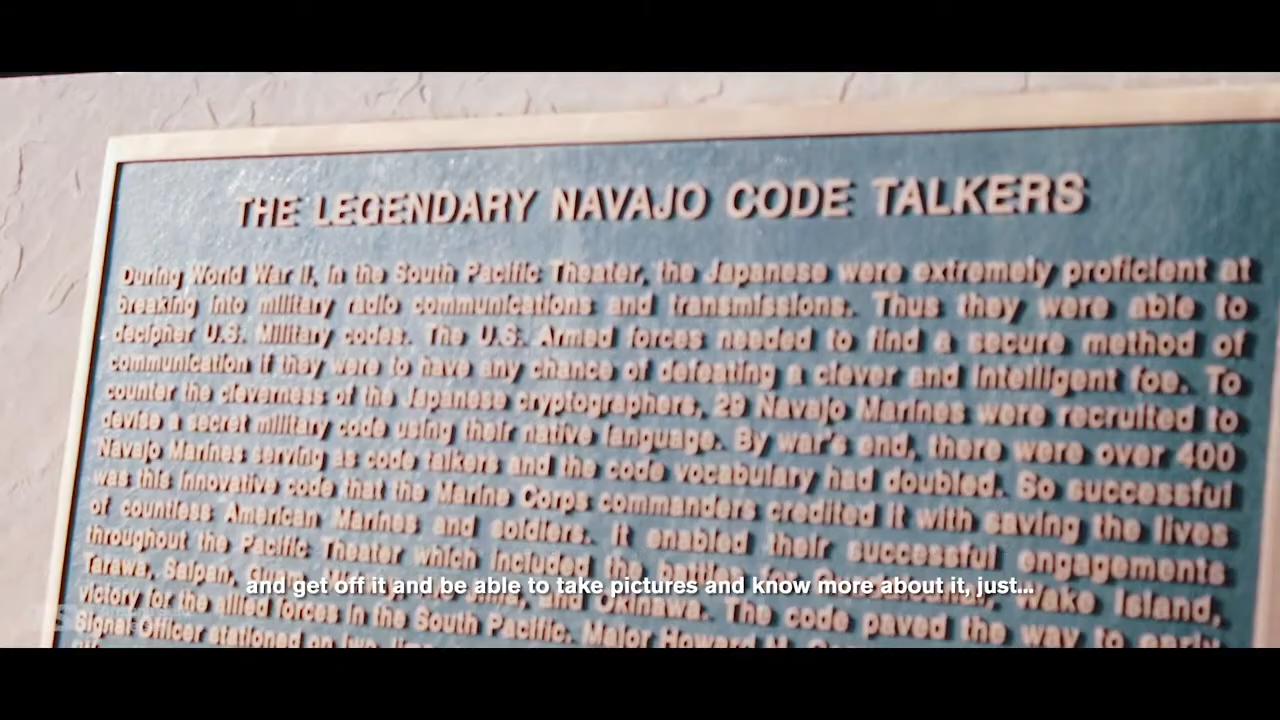 THE LEGENDARY NAVAJO CODE TALKERS
During World War II, in the South Pacific Theater, the Japanese were extremely proficient at
breaking into military radio communications and transmissions. Thus they were able to
decipher U.S. Military codes. The U.S. Armed forces needed to find a secure method of
communication if they were to have any chance of defeating a clever and intelligent foe. To
counter the cleverness of the Japanese cryptographers, 29 Navajo Marines were recruited to
devise a secret military code using their native language. By war's end, there were over 400
Navajo Marines serving as code talkers and the code vocabulary had doubled. So successful
was this innovative code that the Marine Corps commanders credited it with saving the lives
of countless American Marines and soldiers. It enabled their successful engagements
throughout the Pacific Theater which included the battles for Wake Island,
Tarawa, Saipan, and Okinawa. The code paved the way to early
and get off it and be able to take pictures and know more about it, just...
victory for the allied forces in the South Pacific. Major Howard M.
Signal Officer stationed on